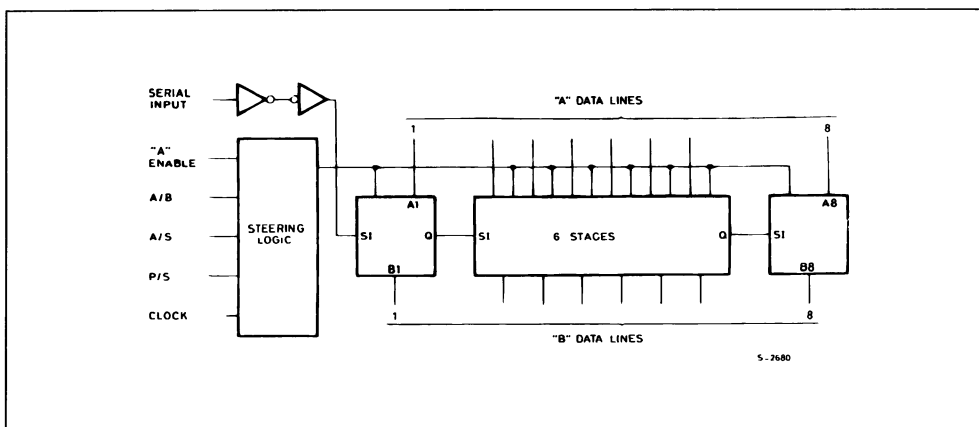 SERIAL
INPUT
"A" DATA LINES
1
8
"A"
ENABLE
A/B
A/S
P/S
CLOCK
STEERING
LOGIC
A1
SI
Q
B1
SI
6 STAGES
Q
A8
SI
B8
1
8
"B" DATA LINES
S-2680